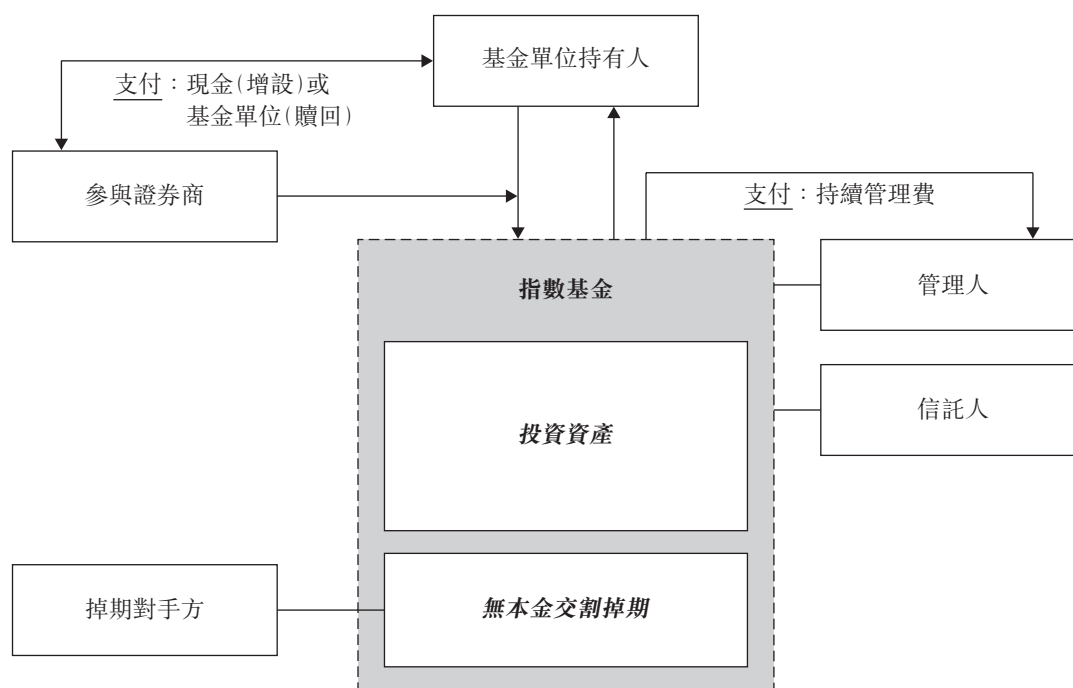 基金單位持有人
支付：現金(增設)或
基金單位(贖回)
參與證券商
支付：持續管理費
指數基金
管理人
投資資產
信託人
掉期對手方
無本金交割掉期